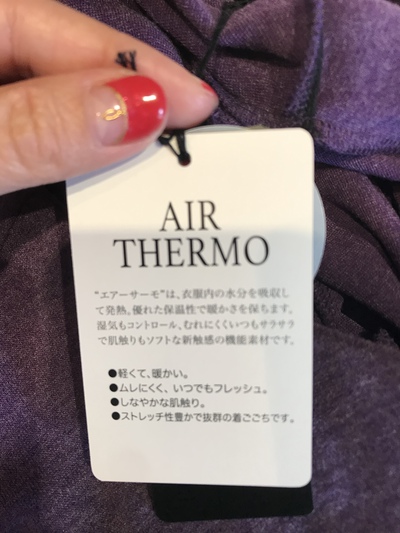 AIR
THERMO
“エアーサーモ”は、衣服内の水分を吸収し
て発熱。優れた保温性で暖かさを保ちます。
湿気もコントロール、むれにくくいつもサラサラ
で肌触りもソフトな新触感の機能素材です。
●軽くて、暖かい。
●ムレにくく、いつでもフレッシュ。
●しなやかな肌触り。
●ストレッチ性豊かで抜群の着ごこちです。